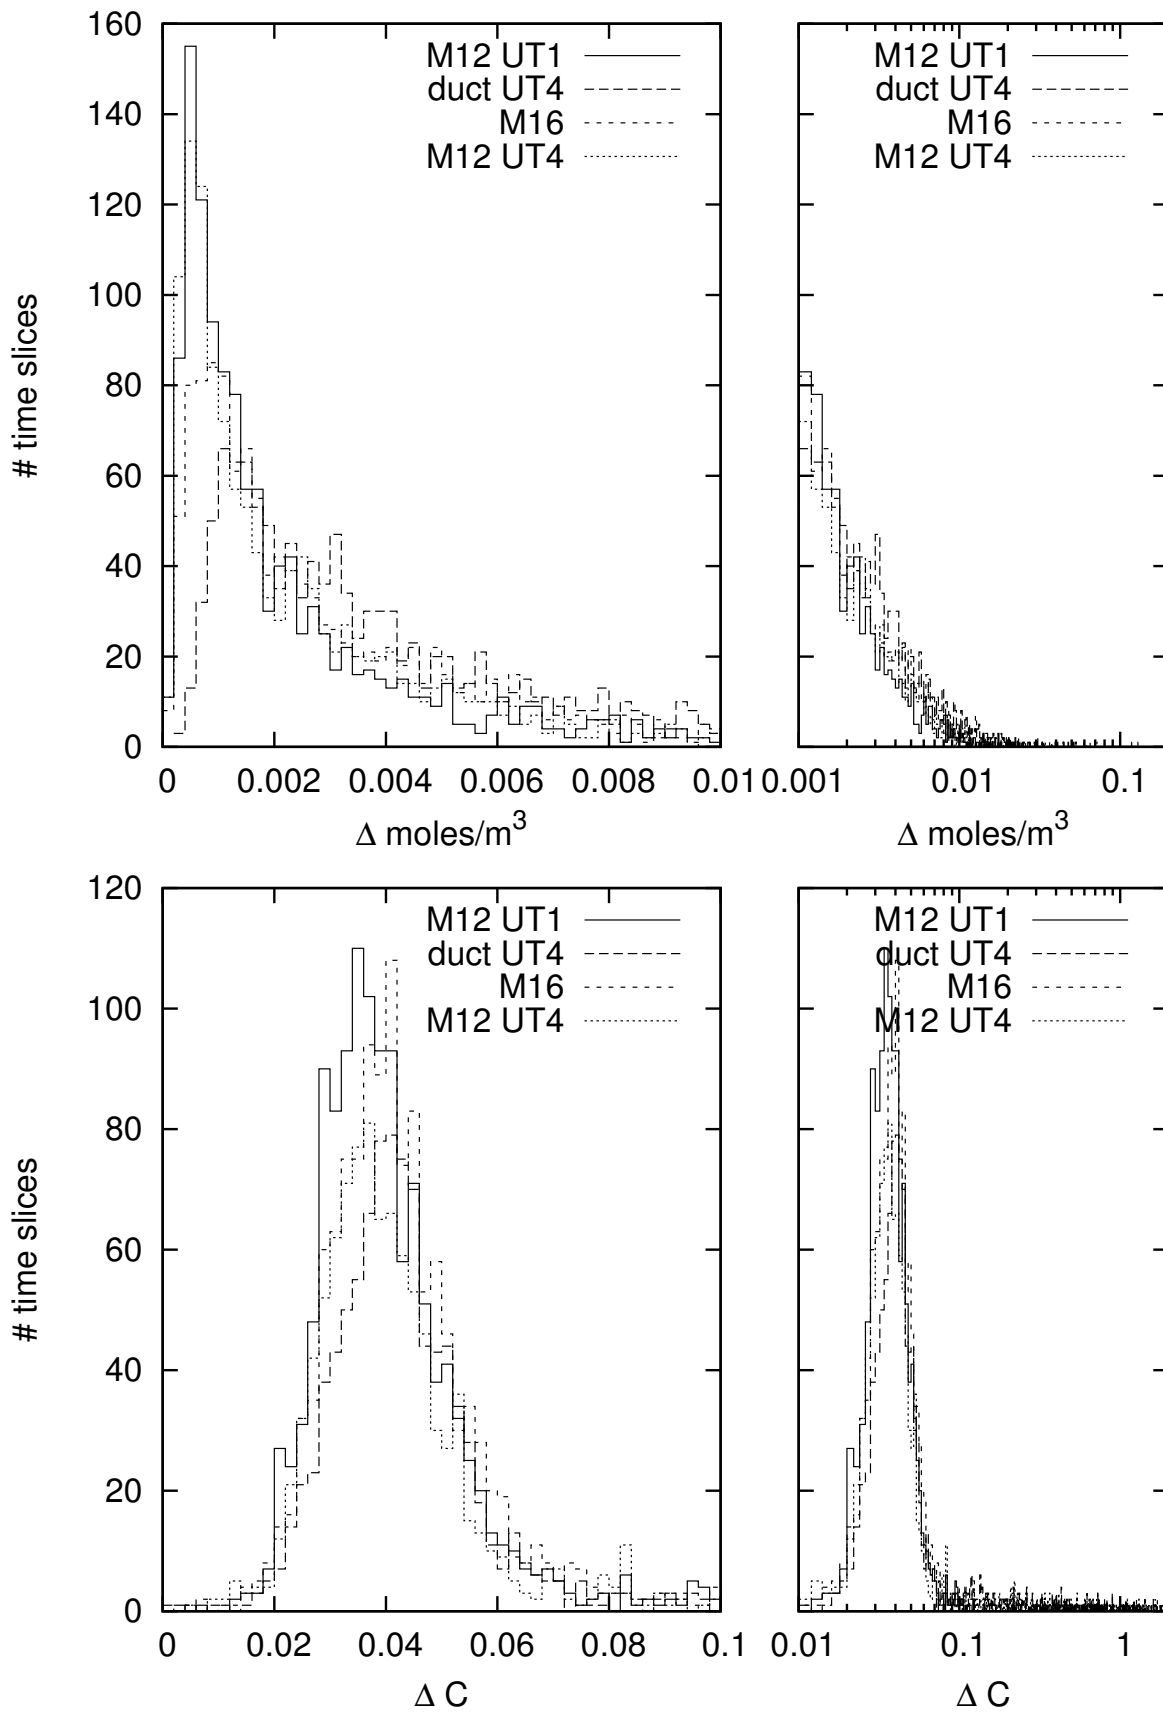 160
140
120
100
80
60
40
20
0
# time slices
M12 UT1
duct UT4
M16
M12 UT4
0 0.002 0.004 0.006 0.008 0.01
Δ moles/m³
M12 UT1
duct UT4
M16
M12 UT4
0.001 0.01 0.1
Δ moles/m³
120
100
80
60
40
20
0
# time slices
M12 UT1
duct UT4
M16
M12 UT4
0 0.02 0.04 0.06 0.08 0.1
Δ C
M12 UT1
duct UT4
M16
M12 UT4
0.01 0.1 1
Δ C